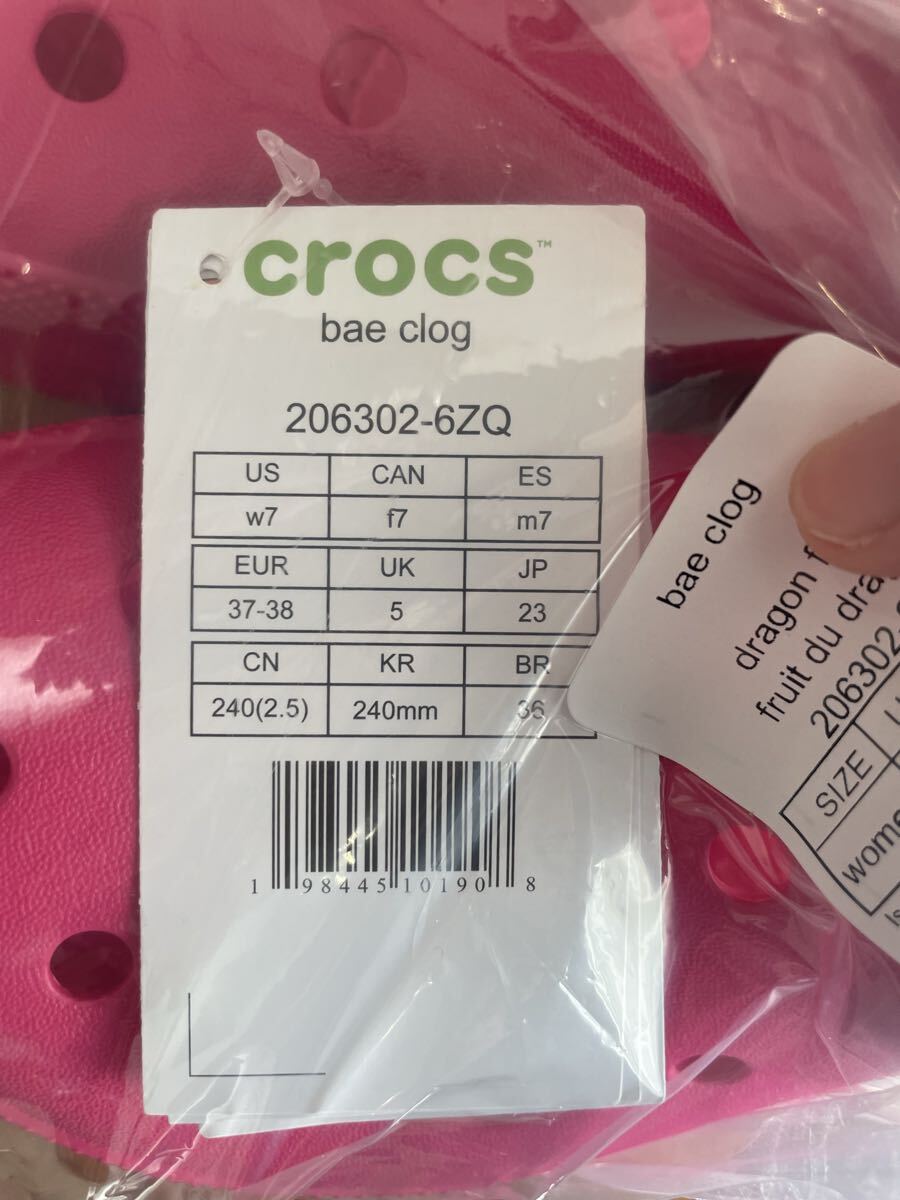 crocs™
bae clog
206302-6ZQ
US CAN ES
w7 f7 m7
EUR UK JP
37-38 5 23
CN KR BR
240(2.5) 240mm 36
1 98445 10190 8
bae clog
dragon
fruit du
206302-
SIZE